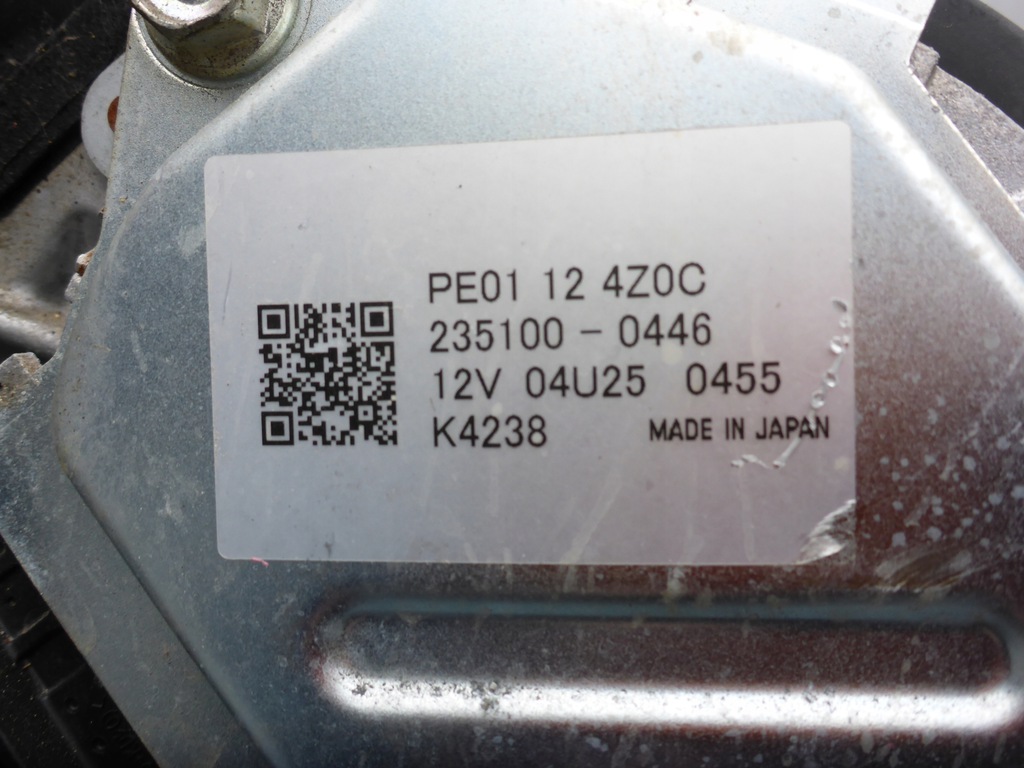 PE01 12 4Z0C
235100-0446
12V 04U25 0455
K4238 MADE IN JAPAN